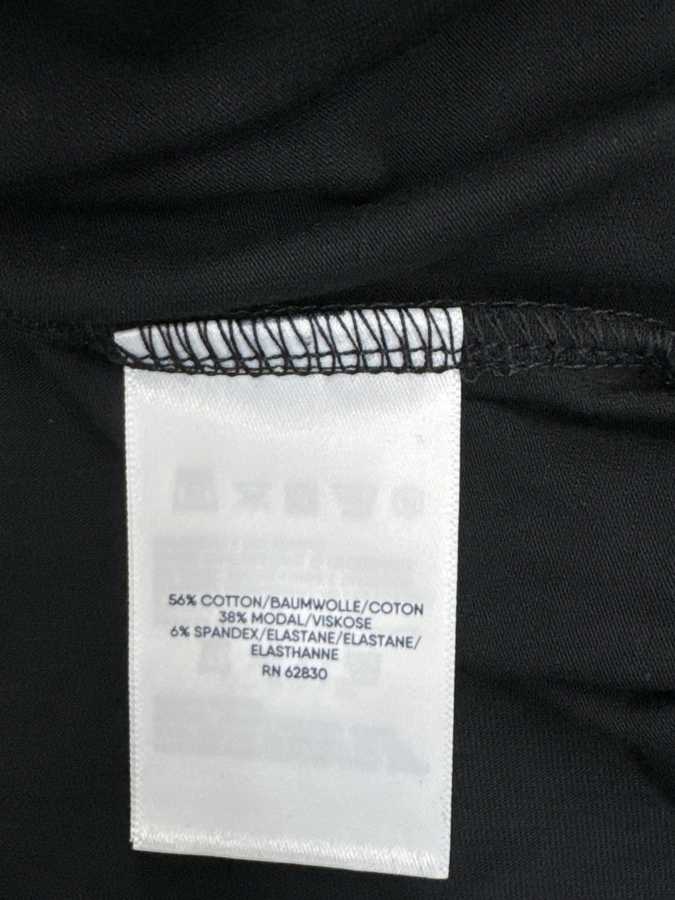 56% COTTON/BAUMWOLLE/COTON
38% MODAL/VISKOSE
6% SPANDEX/ELASTANE/ELASTANE/
ELASTHANNE
RN 62830